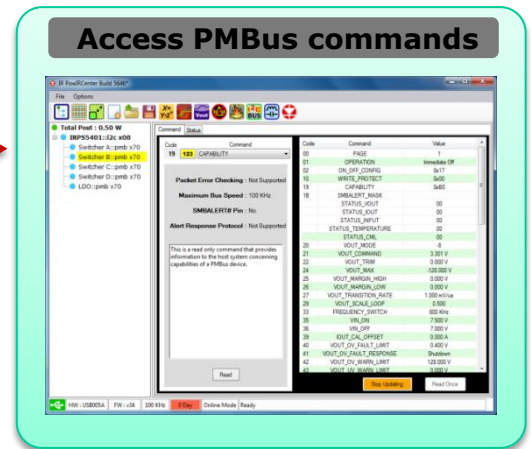 Access PMBus commands
IR PowIRCenter Build 5646*
File Options
Total Pout : 0.50 W
IRPS5401::i2c x08
Switcher A::pmb x70
Switcher B::pmb x70
Switcher C::pmb x70
Switcher D::pmb x70
LDO::pmb x70
Command Status
Code Command
19 123 CAPABILITY
Packet Error Checking : Not Supported
Maximum Bus Speed : 100 KHz
SMBALERT# Pin : No
Alert Response Protocol : Not Supported
This is a read only command that provides
information to the host system concerning
capabilities of a PMBus device.
Read
Code Command Value
00 PAGE 1
01 OPERATION Immediate Off
02 ON_OFF_CONFIG 0x17
10 WRITE_PROTECT 0x00
19 CAPABILITY
1B SMBALERT_MASK
STATUS_VOUT 00
STATUS_IOUT 00
STATUS_INPUT 00
STATUS_TEMPERATURE 00
STATUS_CML 00
20 VOUT_MODE -8
21 VOUT_COMMAND 3.301 V
22 VOUT_TRIM 0.000 V
24 VOUT_MAX -128.000 V
25 VOUT_MARGIN_HIGH 0.000 V
26 VOUT_MARGIN_LOW 0.000 V
27 VOUT_TRANSITION_RATE 1.000 mV/us
29 VOUT_SCALE_LOOP 0.500
33 FREQUENCY_SWITCH 800 KHz
35 VIN_ON 7.500 V
36 VIN_OFF 7.000 V
39 IOUT_CAL_OFFSET 0.000 A
40 VOUT_OV_FAULT_LIMIT 0.400 V
41 VOUT_OV_FAULT_RESPONSE Shutdown
42 VOUT_OV_WARN_LIMIT 128.000 V
43 VOUT_UV_WARN_LIMIT 0.000 V
Stop Updating Read Once
HW : USB005A FW : v34 100 KHz 0 Day Online Mode Ready